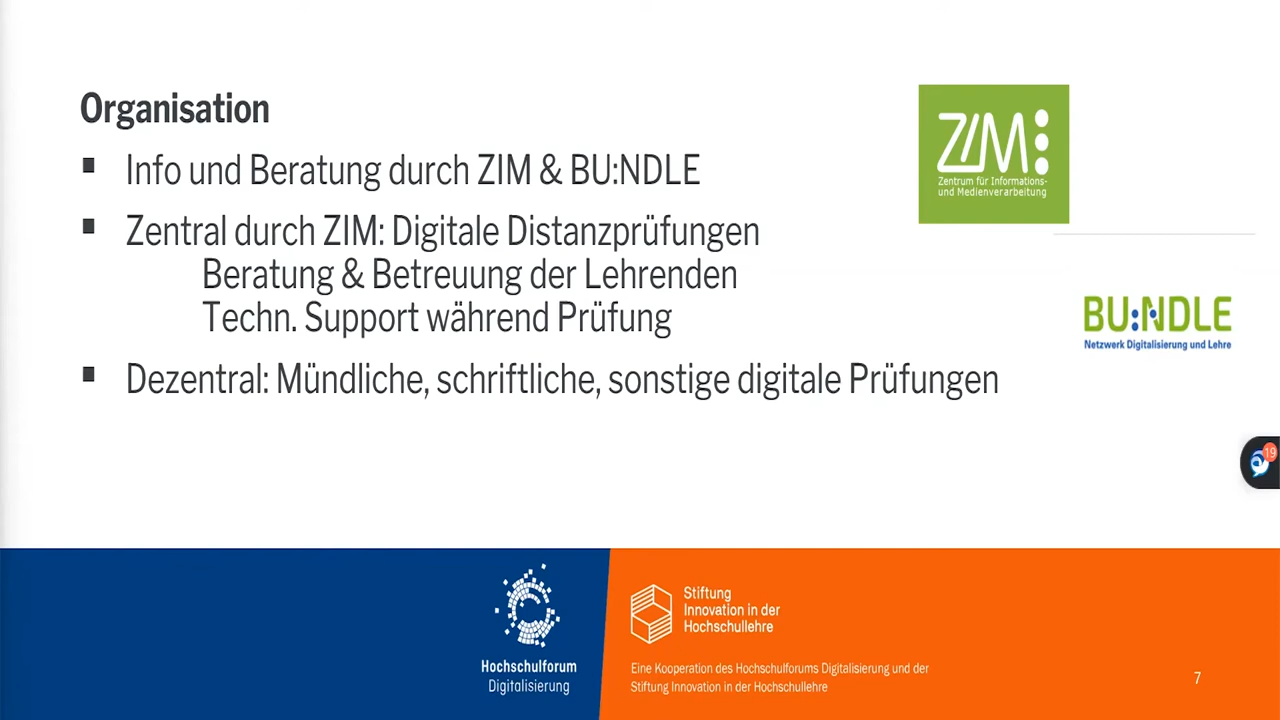 Organisation
▪ Info und Beratung durch ZIM & BU:NDLE
▪ Zentral durch ZIM: Digitale Distanzprüfungen
Beratung & Betreuung der Lehrenden
Techn. Support während Prüfung
▪ Dezentral: Mündliche, schriftliche, sonstige digitale Prüfungen
ZIM:
Zentrum für Informations-
und Medienverarbeitung
BU:NDLE
Netzwerk Digitalisierung und Lehre
19
Hochschulforum
Digitalisierung
Stiftung
Innovation in der
Hochschullehre
Eine Kooperation des Hochschulforums Digitalisierung und der
Stiftung Innovation in der Hochschullehre
7